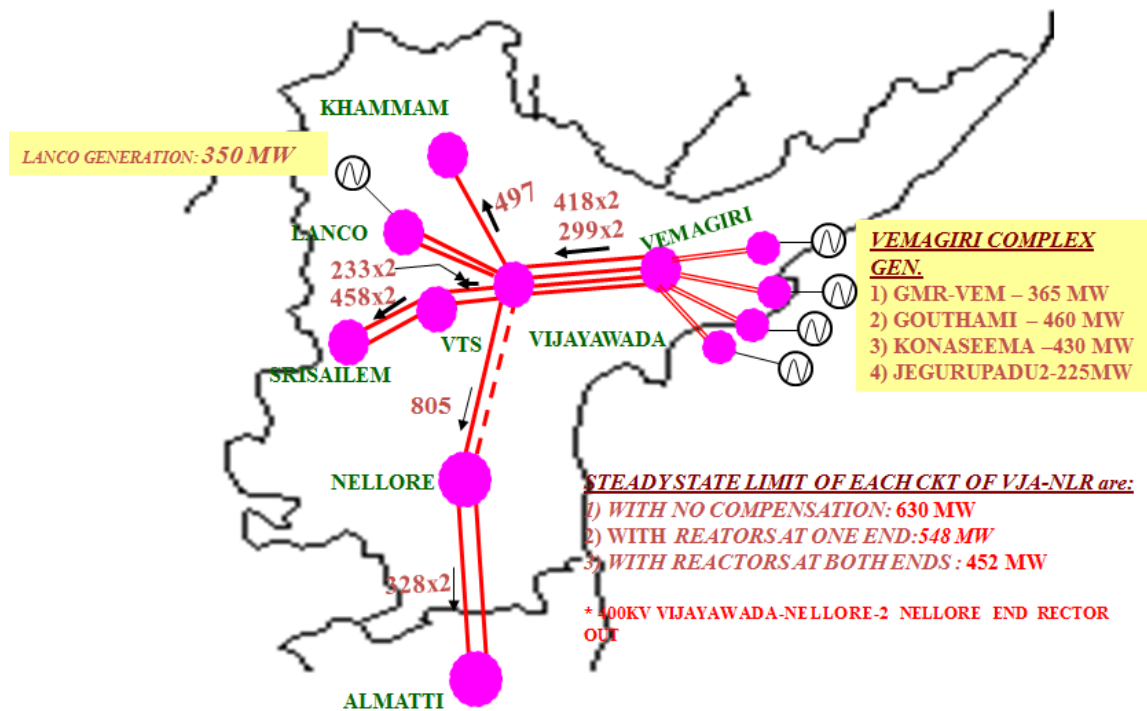 KHAMMAM
LANCO GENERATION: 350 MW
497
418x2
299x2
VEMAGIRI
LANCO
233x2
458x2
VTS
VIJAYAWADA
SRISAILEM
VEMAGIRI COMPLEX
GEN.
1) GMR-VEM – 365 MW
2) GOUTHAMI – 460 MW
3) KONASEEMA –430 MW
4) JEGURUPADU2-225MW
805
NELLORE
STEADY STATE LIMIT OF EACH CKT OF VJA-NLR are:
1) WITH NO COMPENSATION: 630 MW
2) WITH REATORS AT ONE END:548 MW
3) WITH REACTORS AT BOTH ENDS : 452 MW
328x2
* 400KV VIJAYAWADA-NELLORE-2 NELLORE END RECTOR
OUT
ALMATTI